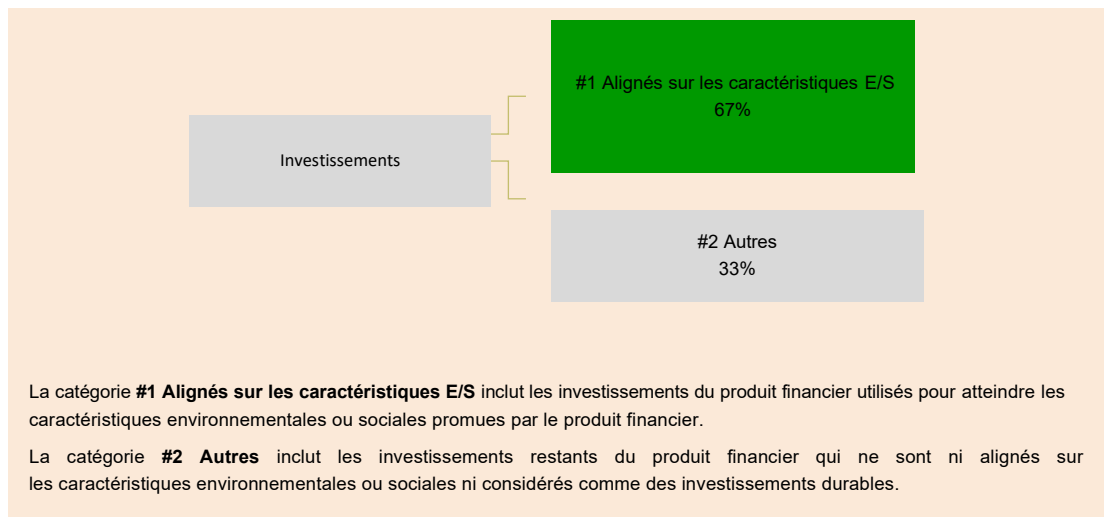 #1 Alignés sur les caractéristiques E/S
67%
Investissements
#2 Autres
33%
La catégorie #1 Alignés sur les caractéristiques E/S inclut les investissements du produit financier utilisés pour atteindre les
caractéristiques environnementales ou sociales promues par le produit financier.
La catégorie #2 Autres inclut les investissements restants du produit financier qui ne sont ni alignés sur
les caractéristiques environnementales ou sociales ni considérés comme des investissements durables.